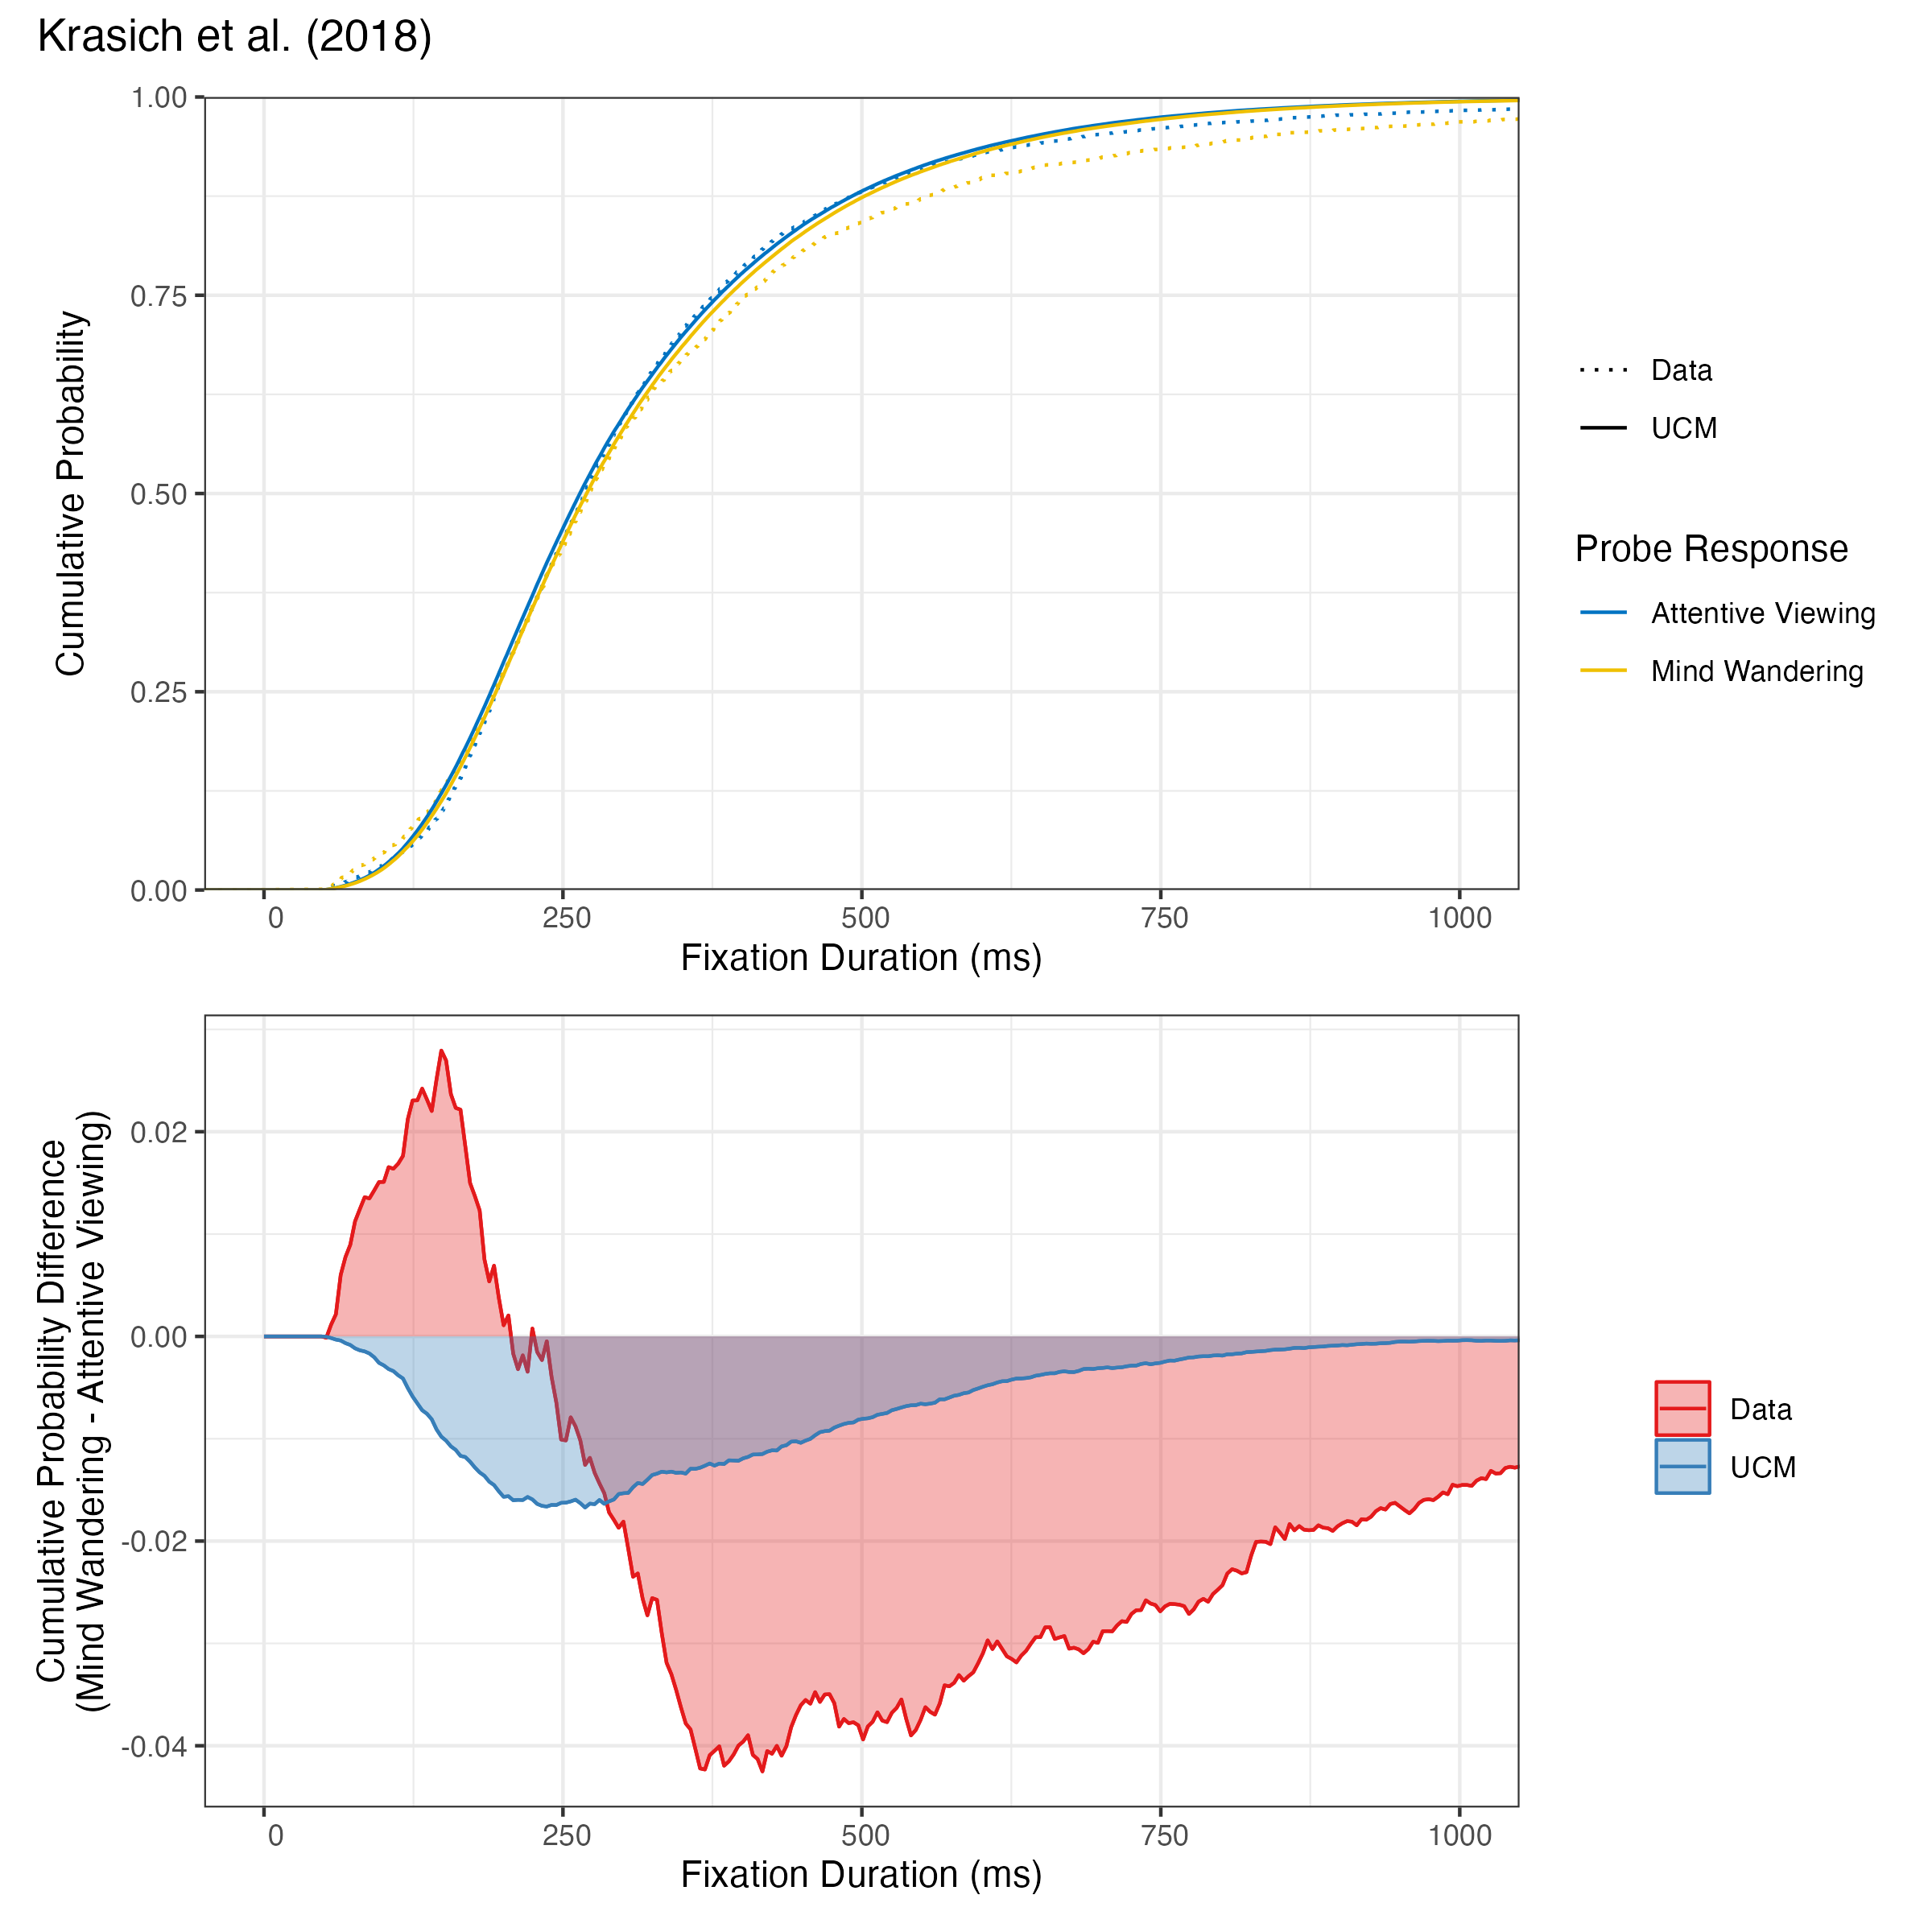 Krasich et al. (2018)
1.00
0.75
0.50
0.25
0.00
Cumulative Probability
0
250
500
750
1000
Fixation Duration (ms)
Data
UCM
Probe Response
Attentive Viewing
Mind Wandering
0.02
0.00
-0.02
-0.04
Cumulative Probability Difference
(Mind Wandering - Attentive Viewing)
0
250
500
750
1000
Fixation Duration (ms)
Data
UCM